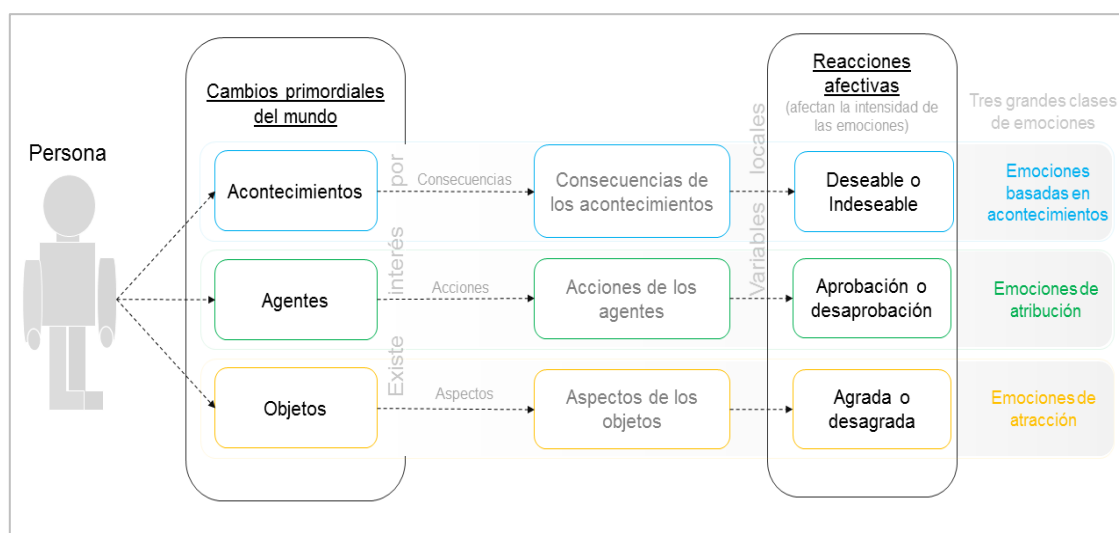 Persona
Cambios primordiales
del mundo
Reacciones
afectivas
(afectan la intensidad de
las emociones)
Tres grandes clases
de emociones
Existe interés por
Variables locales
Acontecimientos
Consecuencias
Consecuencias de
los acontecimientos
Deseable o
Indeseable
Emociones
basadas en
acontecimientos
Agentes
Acciones
Acciones de los
agentes
Aprobación o
desaprobación
Emociones de
atribución
Objetos
Aspectos
Aspectos de los
objetos
Agrada o
desagrada
Emociones de
atracción